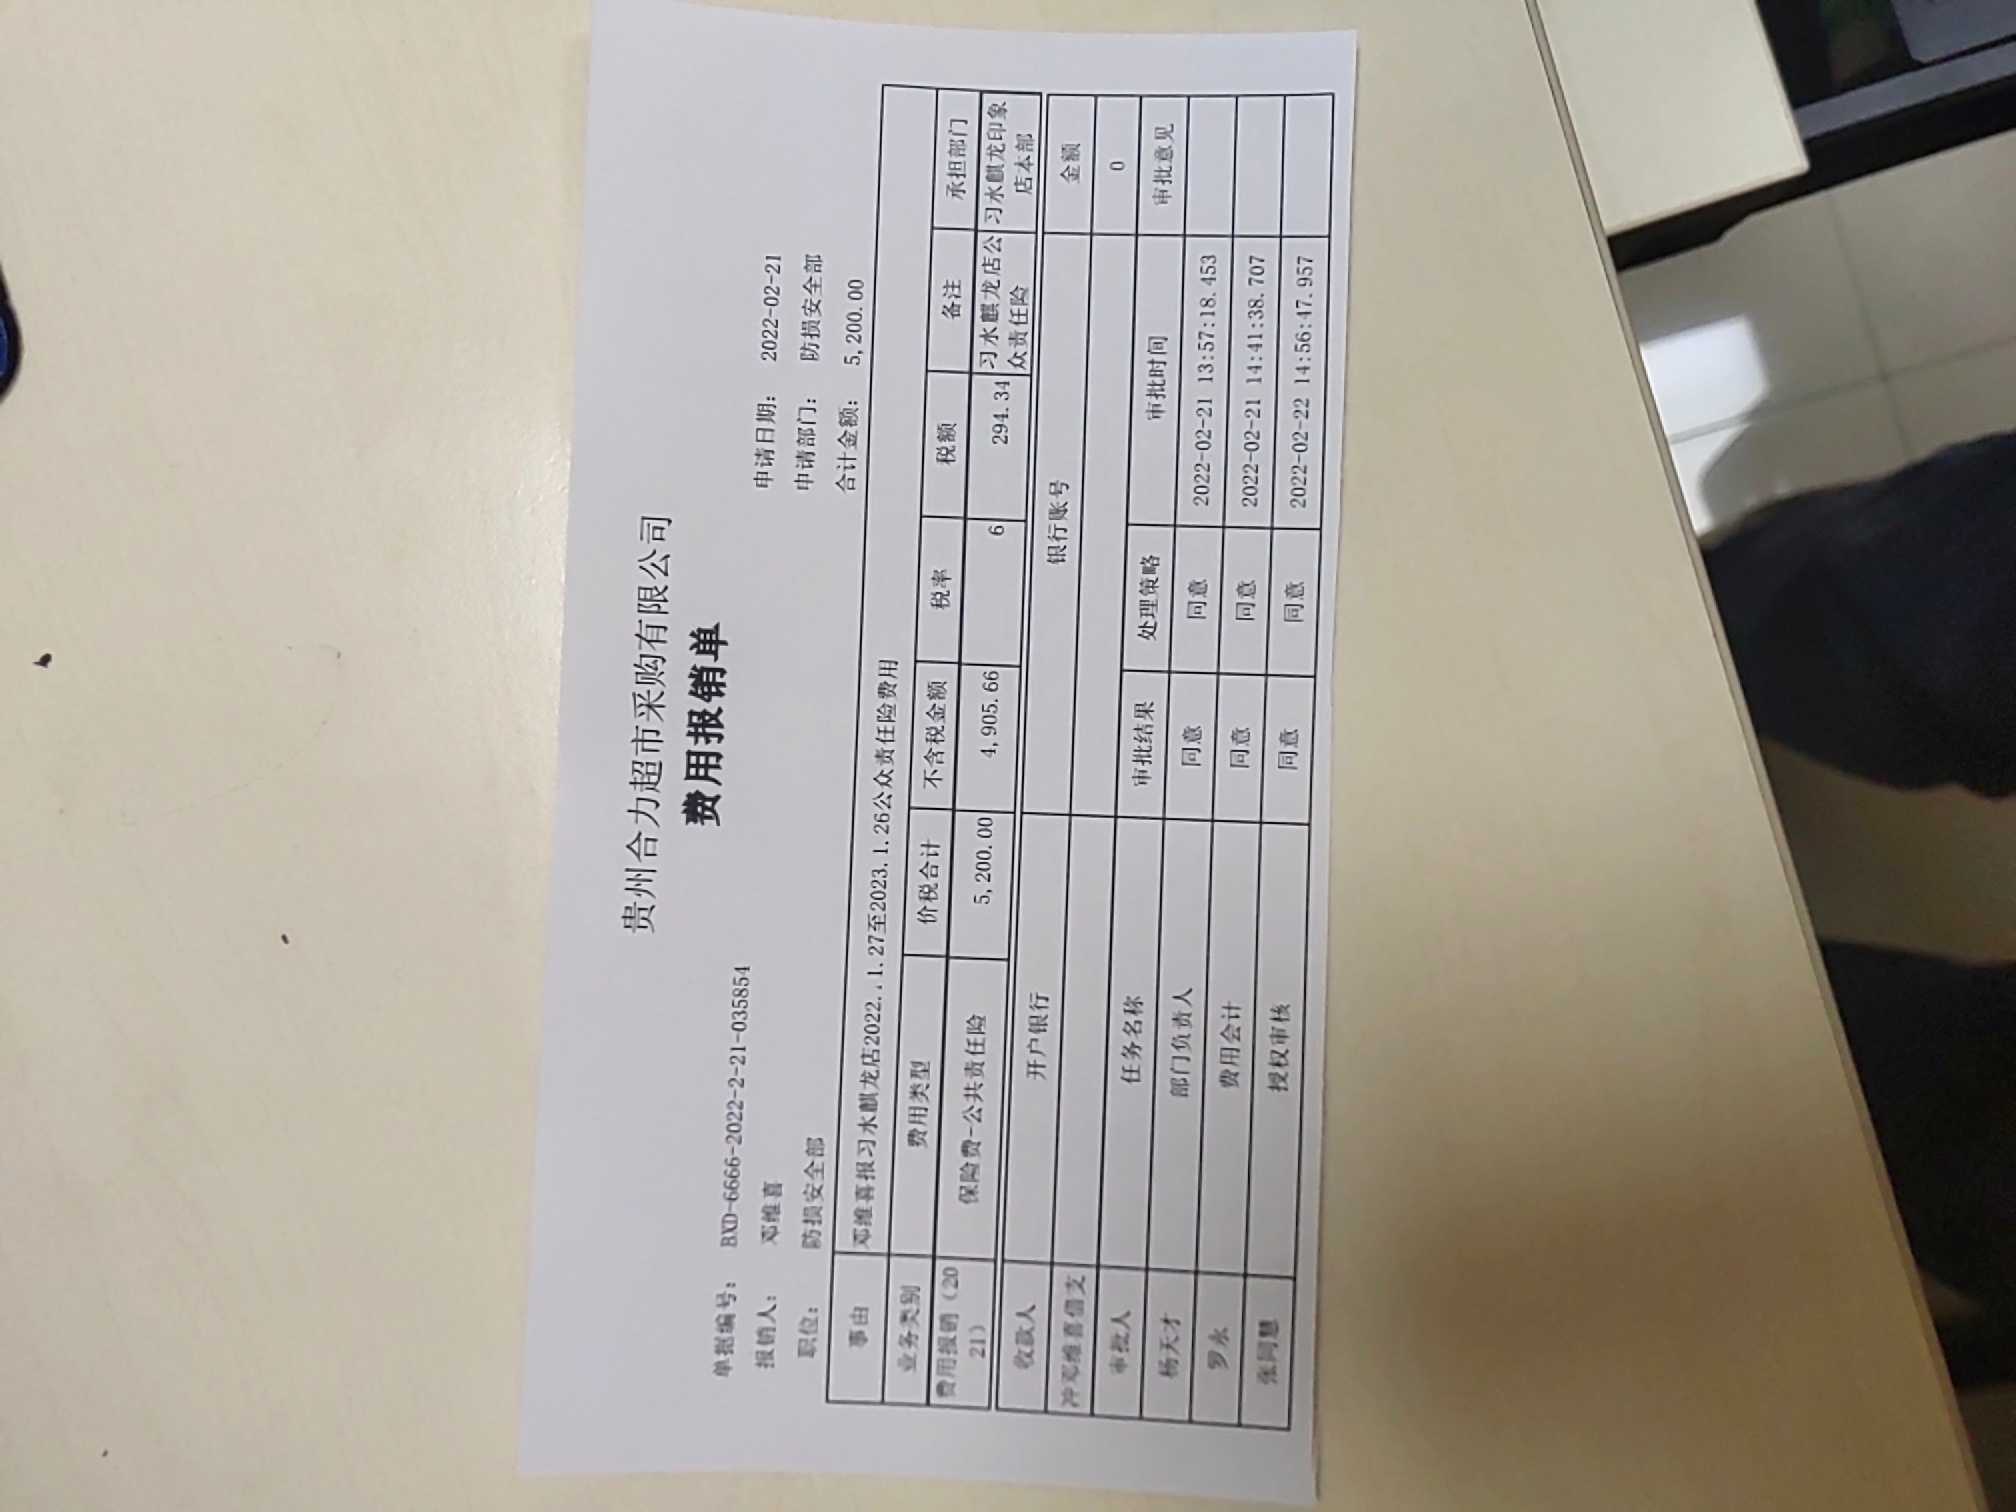 贵州合力超市采购有限公司
费用报销单
单据编号： BXD-6666-2022-2-21-035854 申请日期： 2022-02-21
报销人： 邓维喜 申请部门： 防损安全部
职位： 防损安全部 合计金额： 5,200.00
事由 邓维喜报习水麒龙店2022..1.27至2023.1.26公众责任险费用
业务类别 费用类型 价税合计 不含税金额 税率 税额 备注 承担部门
费用报销（20 保险费-公共责任险 5,200.00 4,905.66 6 294.34 习水麒龙店公 习水麒龙印象
21） 众责任险 店本部
收款人 开户银行 银行账号 金额
冲邓维喜借支 0
审批人 任务名称 审批结果 处理策略 审批时间 审批意见
杨天才 部门负责人 同意 同意 2022-02-21 13:57:18.453
罗永 费用会计 同意 同意 2022-02-21 14:41:38.707
张同慧 授权审核 同意 同意 2022-02-22 14:56:47.957